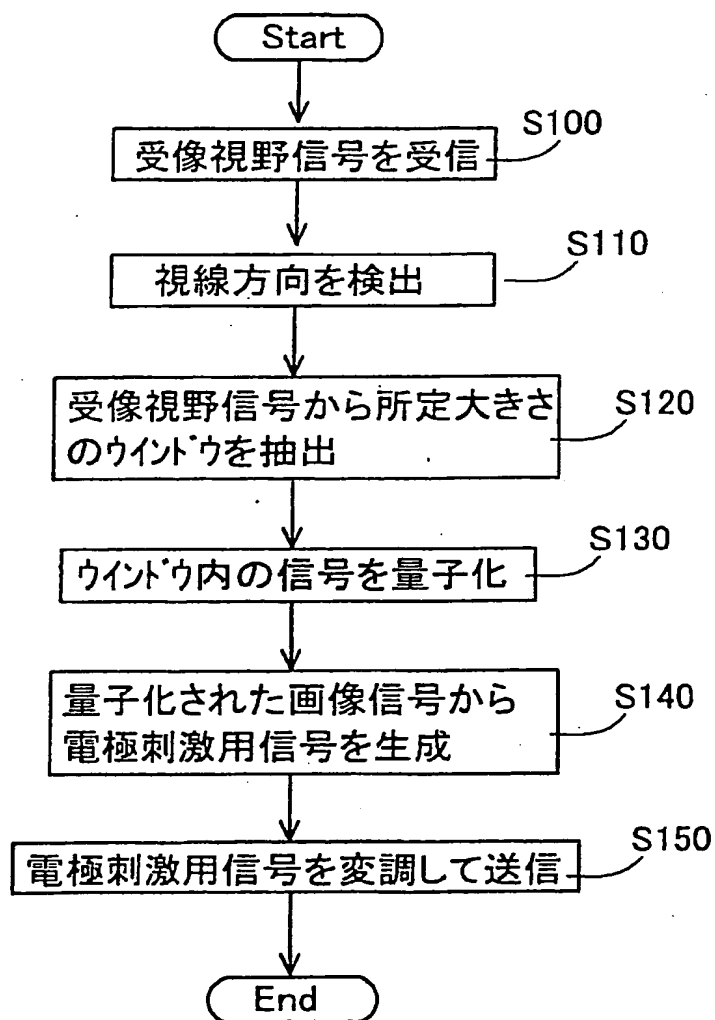 Start
S100
受像視野信号を受信
S110
視線方向を検出
受像視野信号から所定大きさ
S120
のウインドウを抽出
S130
ウインドウ内の信号を量子化
量子化された画像信号から
S140
電極刺激用信号を生成
S150
電極刺激用信号を変調して送信
End